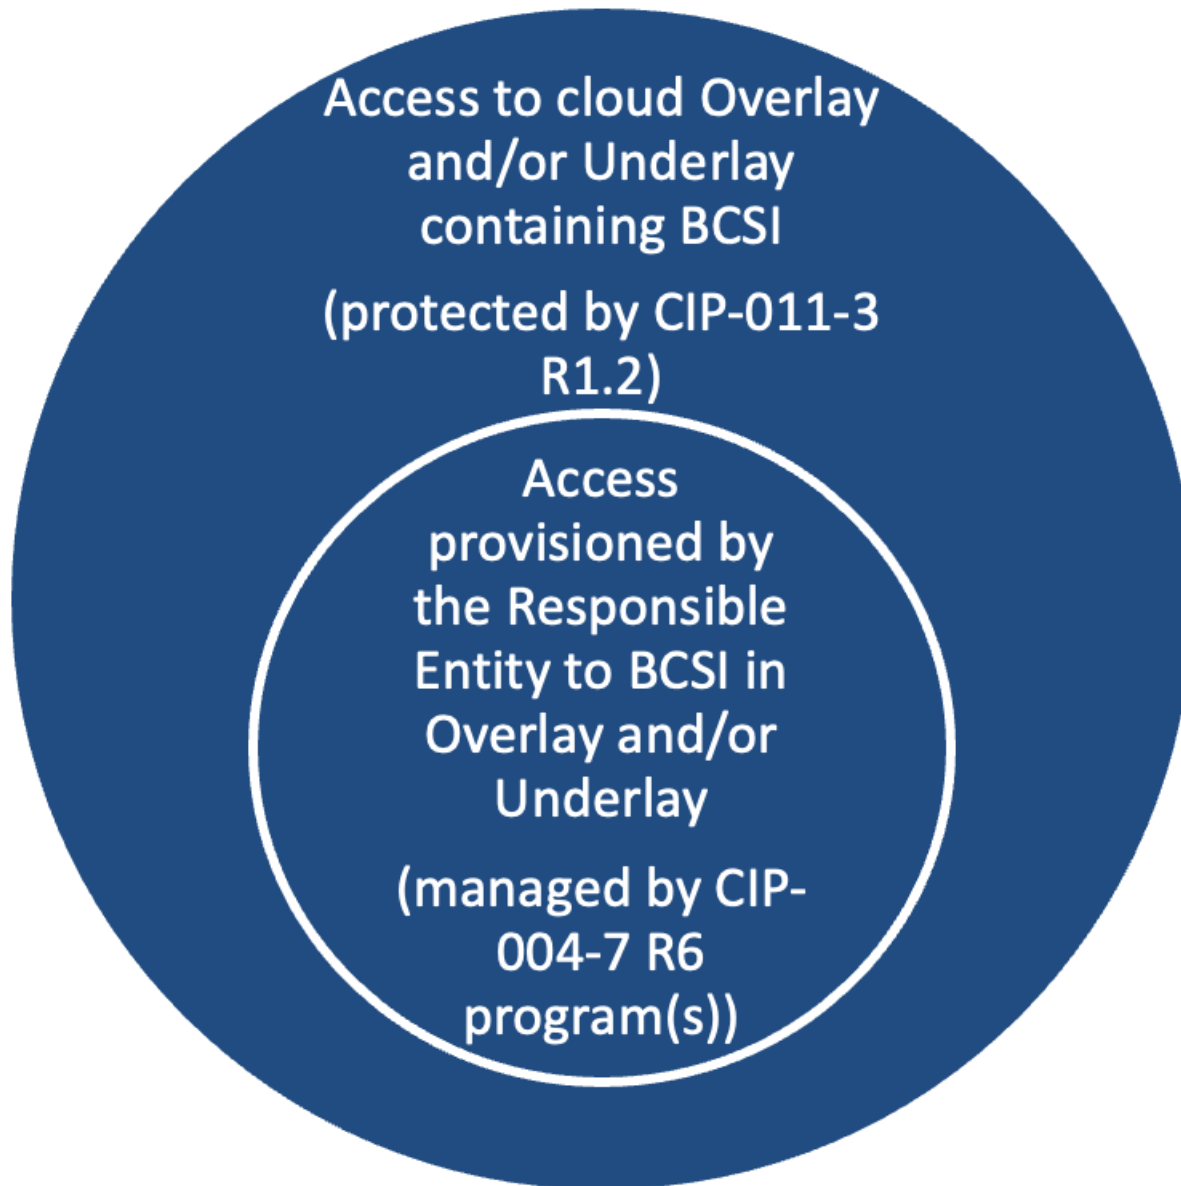 Access to cloud Overlay
and/or Underlay
containing BCSI
(protected by CIP-011-3
R1.2)
Access
provisioned by
the Responsible
Entity to BCSI in
Overlay and/or
Underlay
(managed by CIP-
004-7 R6
program(s))